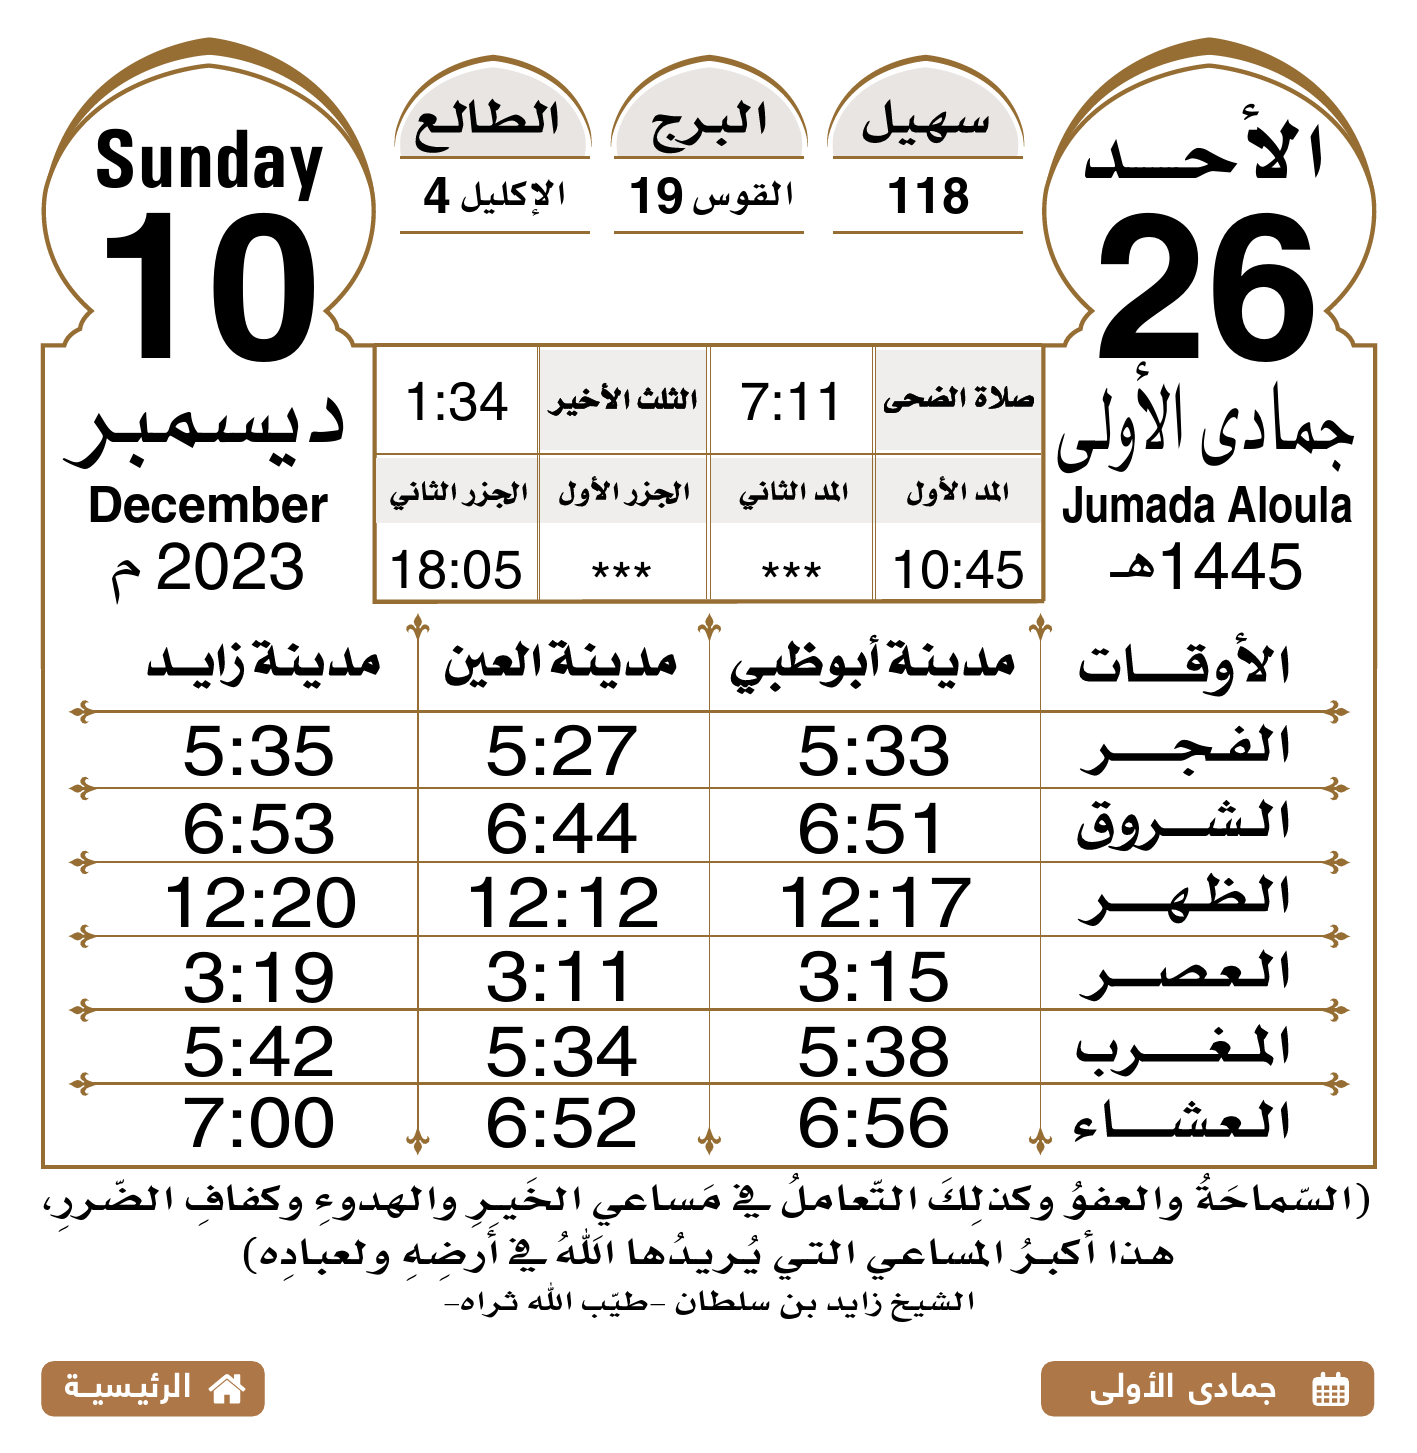 الأحد
26
جمادى الأولى
Jumada Aloula
1445هـ
سهيل
118
البرج
القوس 19
الطالع
الإكليل 4
Sunday
10
ديسمبر
December
2023 م
صلاة الضحى 7:11 الثلث الأخير 1:34
المد الأول المد الثاني الجزر الأول الجزر الثاني
10:45 *** *** 18:05
الأوقات مدينة أبوظبي مدينة العين مدينة زايد
الفجر 5:33 5:27 5:35
الشروق 6:51 6:44 6:53
الظهر 12:17 12:12 12:20
العصر 3:15 3:11 3:19
المغرب 5:38 5:34 5:42
العشاء 6:56 6:52 7:00
(السّماحَةُ والعفوُ وكذلِكَ التّعاملُ في مَساعي الخَيرِ والهدوءِ وكفافِ الضّررِ،
هذا أكبرُ المساعي التي يُريدُها اللهُ في أَرضِهِ ولعبادِه)
الشيخ زايد بن سلطان -طيّب الله ثراه-
جمادى الأولى
الرئيسية